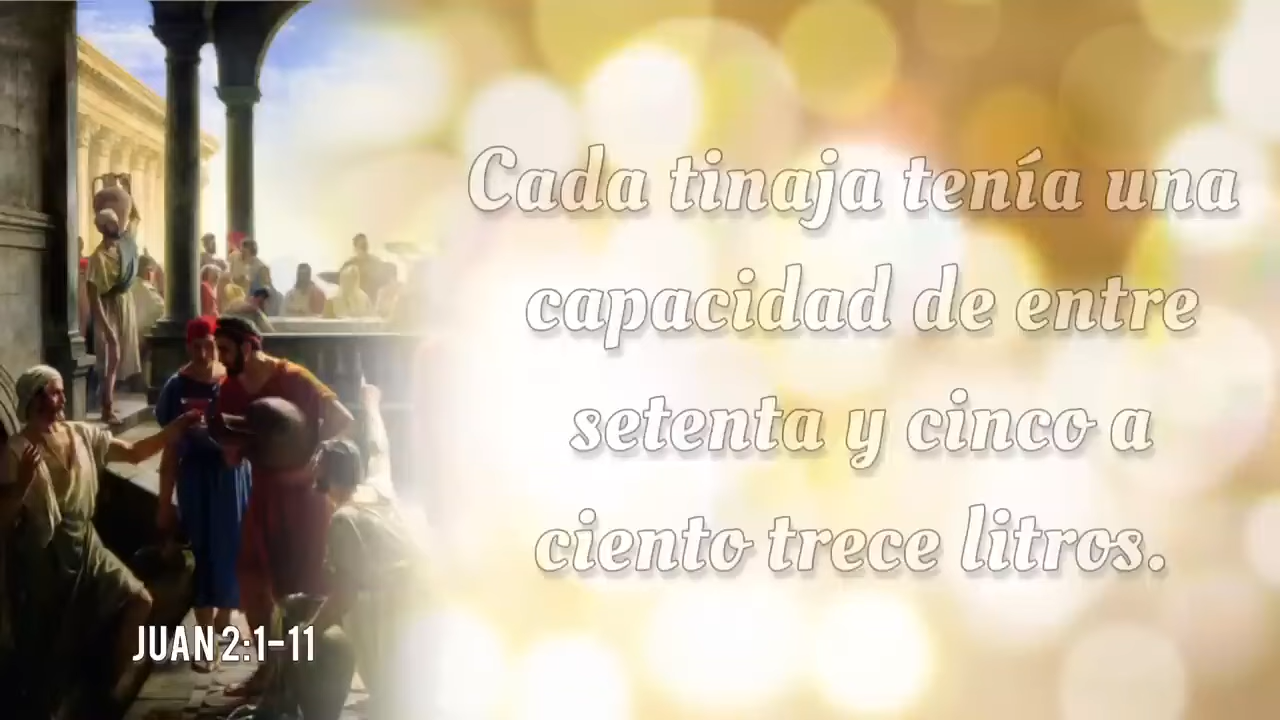 Cada tinaja tenía una
capacidad de entre
setenta y cinco a
ciento trece litros.
JUAN 2:1-11